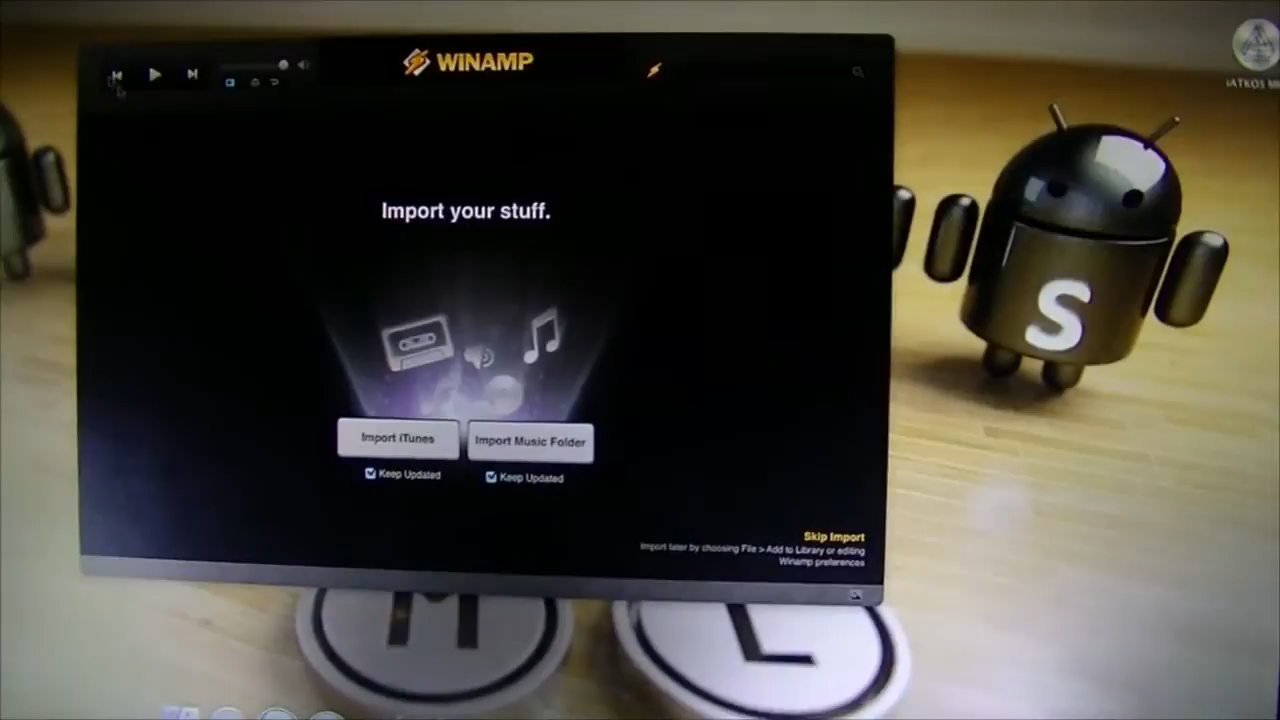 WINAMP
Import your stuff.
Import iTunes
Import Music Folder
Keep Updated
Keep Updated
Skip Import
Import later by choosing File > Add to Library or editing
Winamp preferences
S
M
L
iATKOS